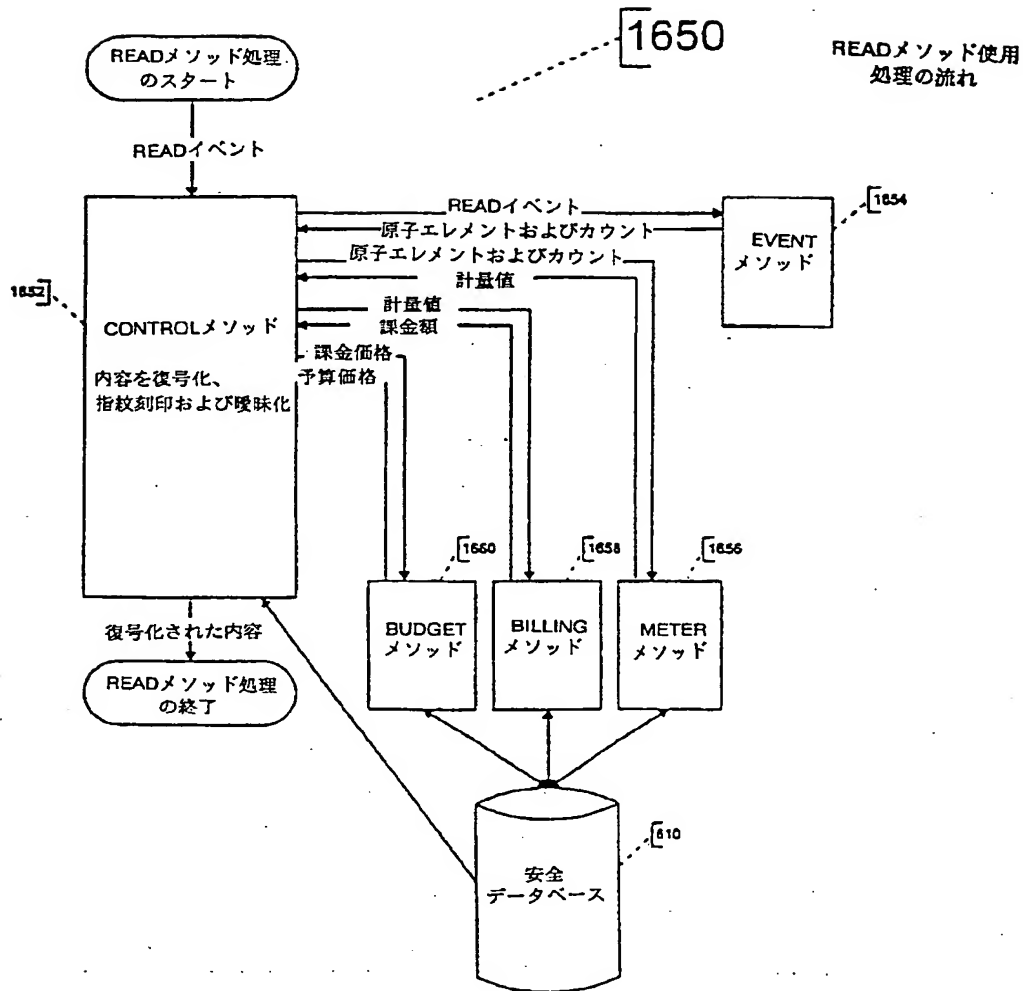 1650
READメソッド使用
処理の流れ
READメソッド処理
のスタート
READイベント
READイベント
原子エレメントおよびカウント
原子エレメントおよびカウント
計量値
計量値
課金額
課金価格
予算価格
1652
CONTROLメソッド
内容を復号化、
指紋刻印および曖昧化
1654
EVENT
メソッド
1660
BUDGET
メソッド
1658
BILLING
メソッド
1656
METER
メソッド
復号化された内容
READメソッド処理
の終了
610
安全
データベース